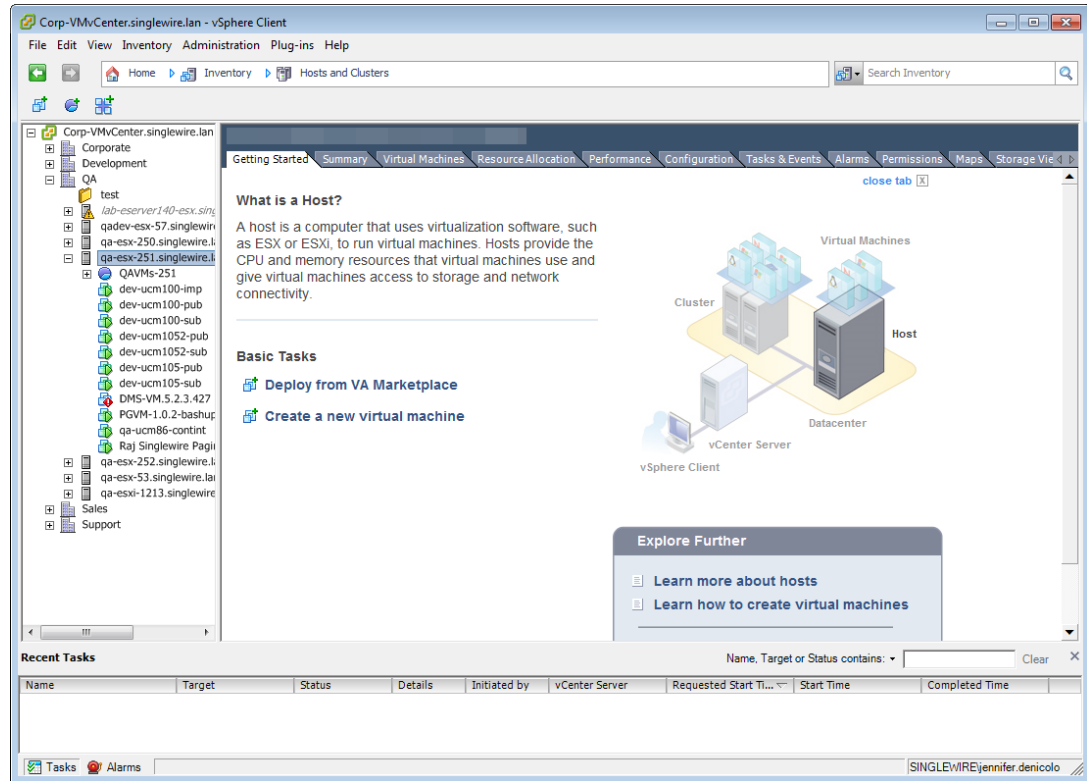 Corp-VMvCenter.singlewire.lan - vSphere Client
File Edit View Inventory Administration Plug-ins Help
Home Inventory Hosts and Clusters
Search Inventory
Corp-VMvCenter.singlewire.lan
Corporate
Development
QA
test
lab-eserver140-esx.sing
qadev-esx-57.singlewire
qa-esx-250.singlewire.l
qa-esx-251.singlewire.l
QAVMs-251
dev-ucm100-imp
dev-ucm100-pub
dev-ucm100-sub
dev-ucm1052-pub
dev-ucm1052-sub
dev-ucm105-pub
dev-ucm105-sub
DMS-VM.5.2.3.427
PGVM-1.0.2-bashup
qa-ucm86-contint
Raj Singlewire Pagi
qa-esx-252.singlewire.l
qa-esx-53.singlewire.la
qa-esxi-1213.singlewire
Sales
Support
Getting Started Summary Virtual Machines Resource Allocation Performance Configuration Tasks & Events Alarms Permissions Maps Storage Vie
close tab X
What is a Host?
A host is a computer that uses virtualization software, such
as ESX or ESXi, to run virtual machines. Hosts provide the
CPU and memory resources that virtual machines use and
give virtual machines access to storage and network
connectivity.
Basic Tasks
Deploy from VA Marketplace
Create a new virtual machine
Virtual Machines
Cluster
Host
Datacenter
vCenter Server
vSphere Client
Explore Further
Learn more about hosts
Learn how to create virtual machines
Recent Tasks
Name, Target or Status contains:
Clear
Name Target Status Details Initiated by vCenter Server Requested Start Ti... Start Time Completed Time
Tasks Alarms
SINGLEWIRE\jennifer.denicolo